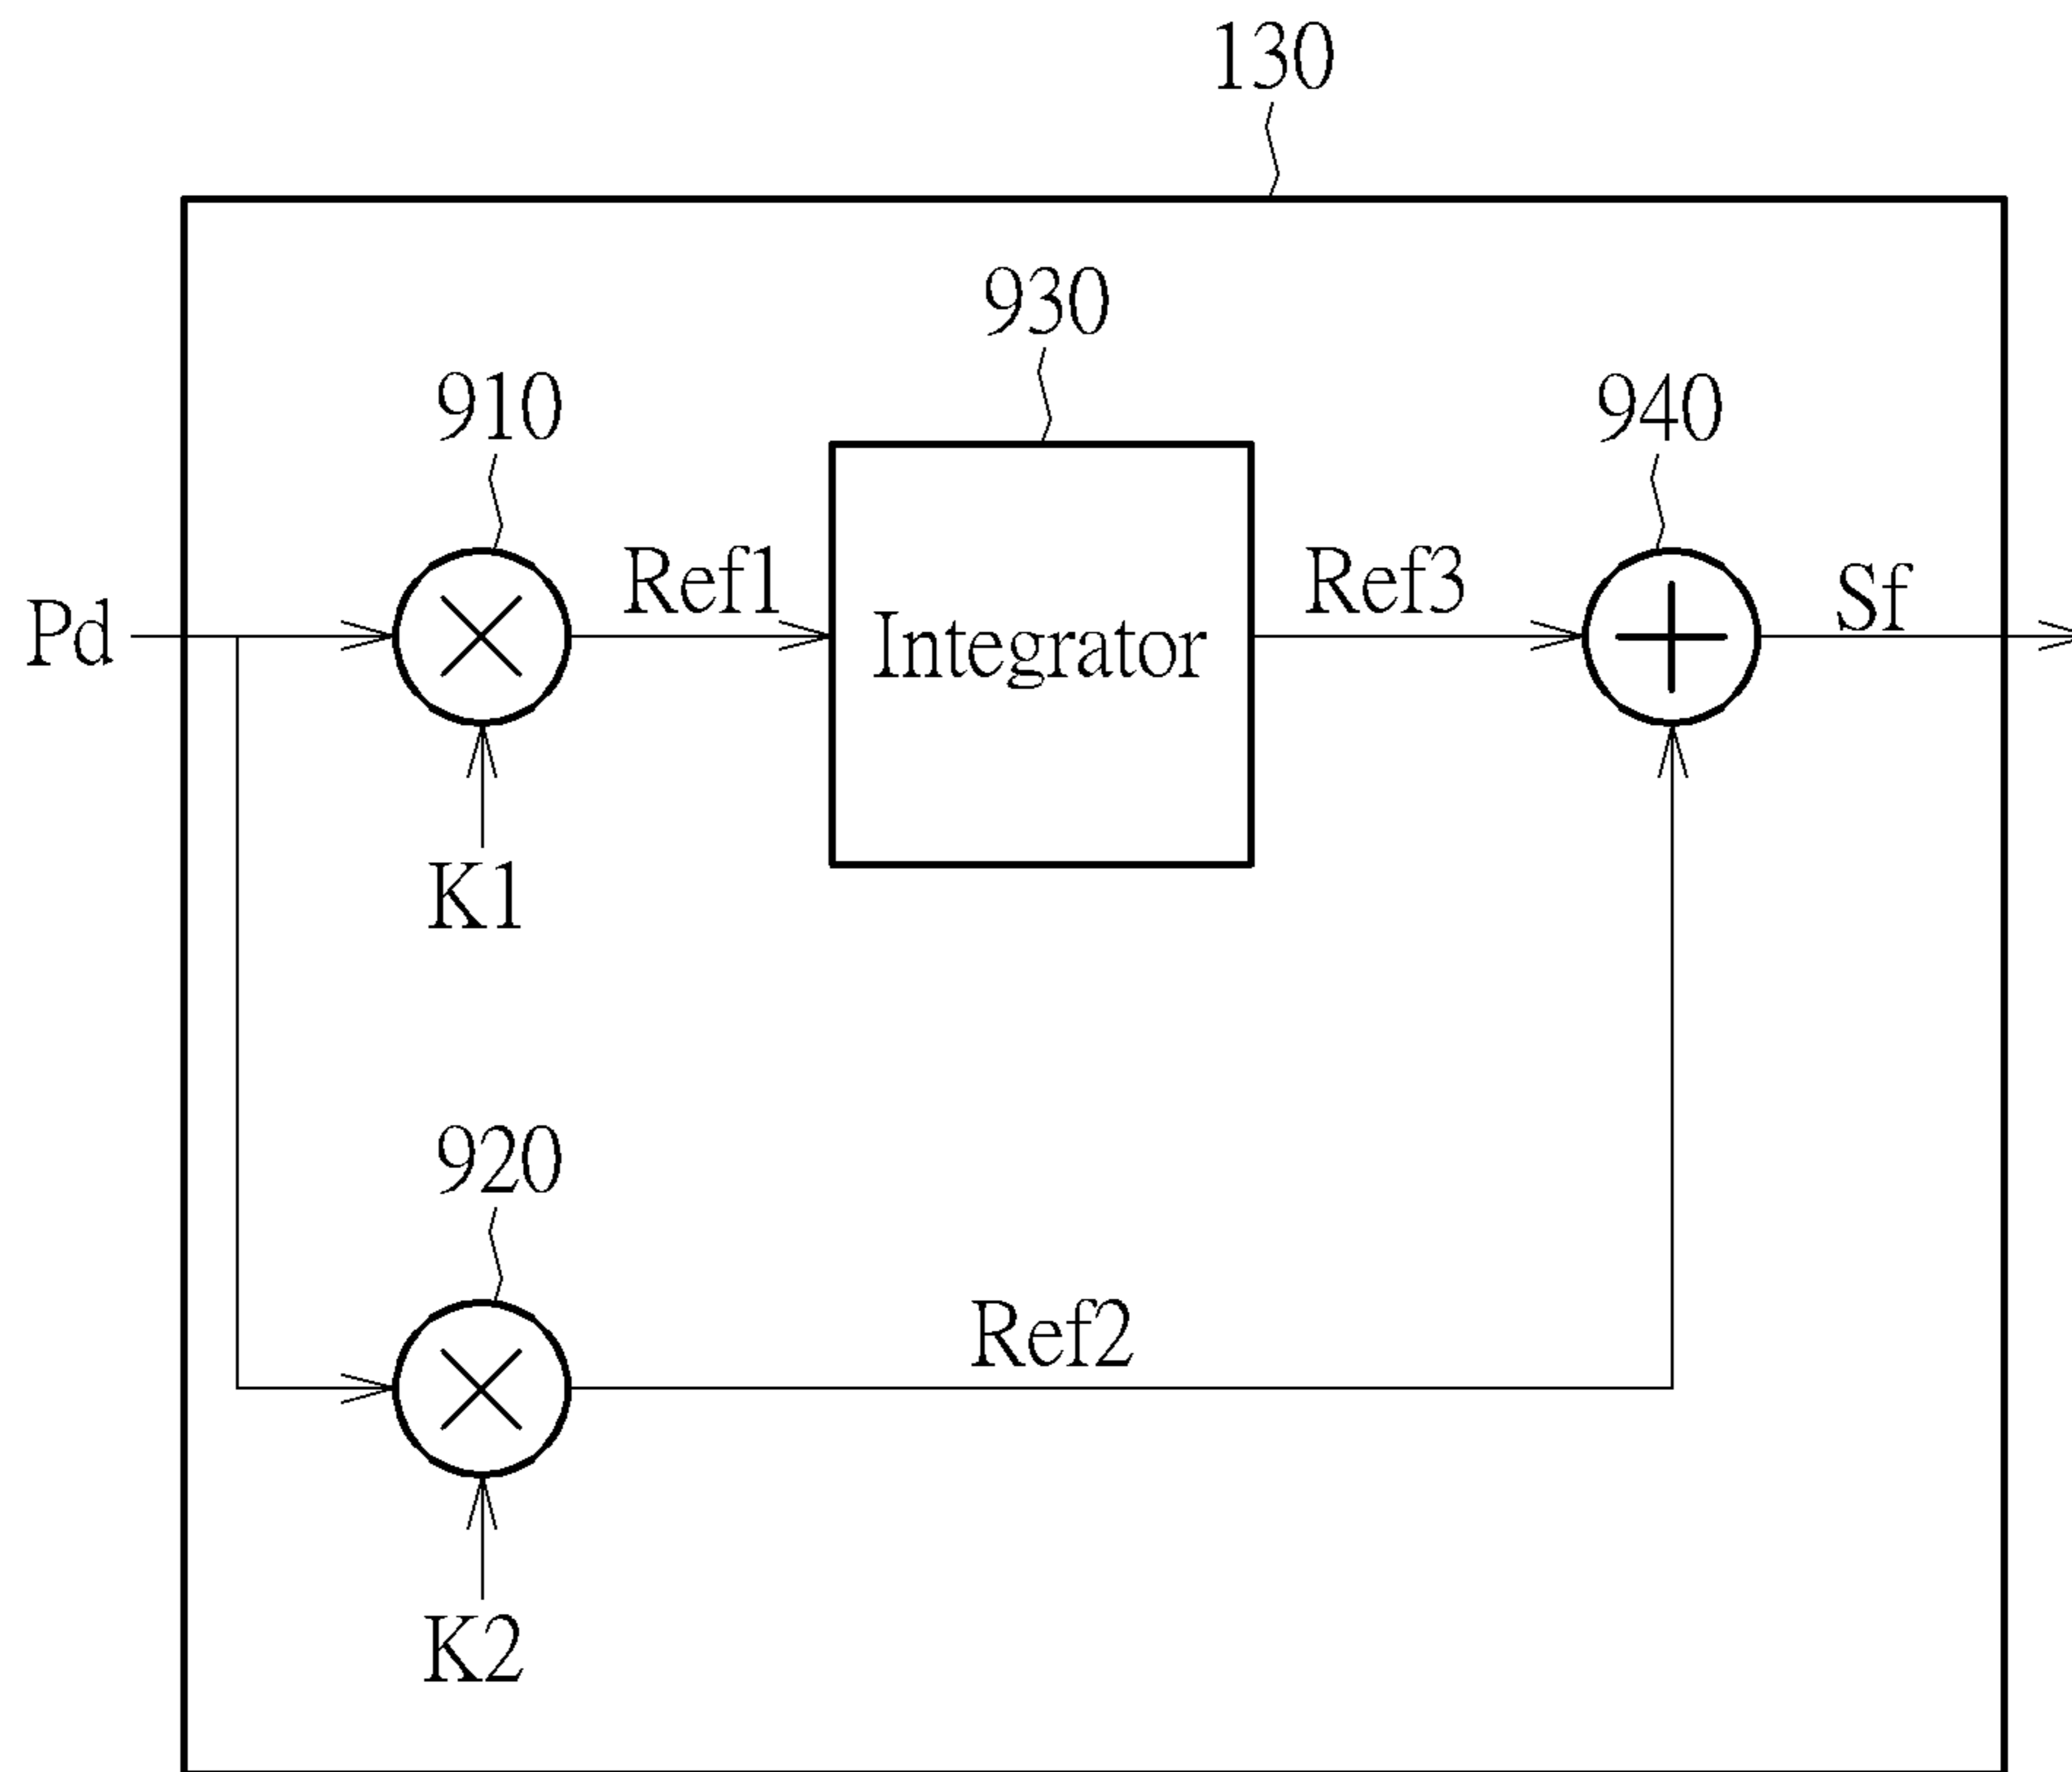 130
930
910
940
Ref1
Ref3
Sf
Pd
Integrator
K1
920
Ref2
K2